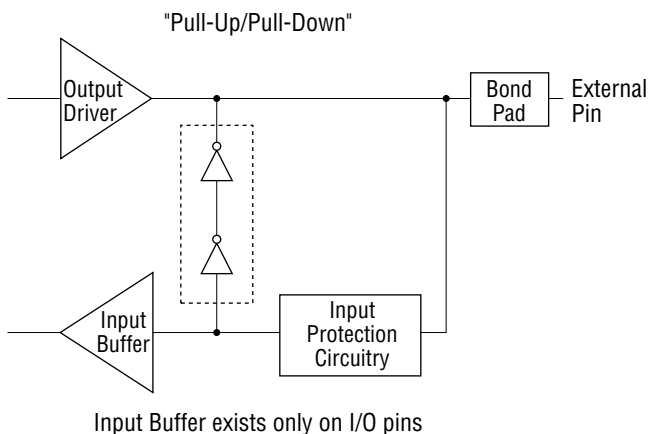 "Pull-Up/Pull-Down"
Output
Driver
Bond
Pad
External
Pin
Input
Buffer
Input
Protection
Circuitry
Input Buffer exists only on I/O pins